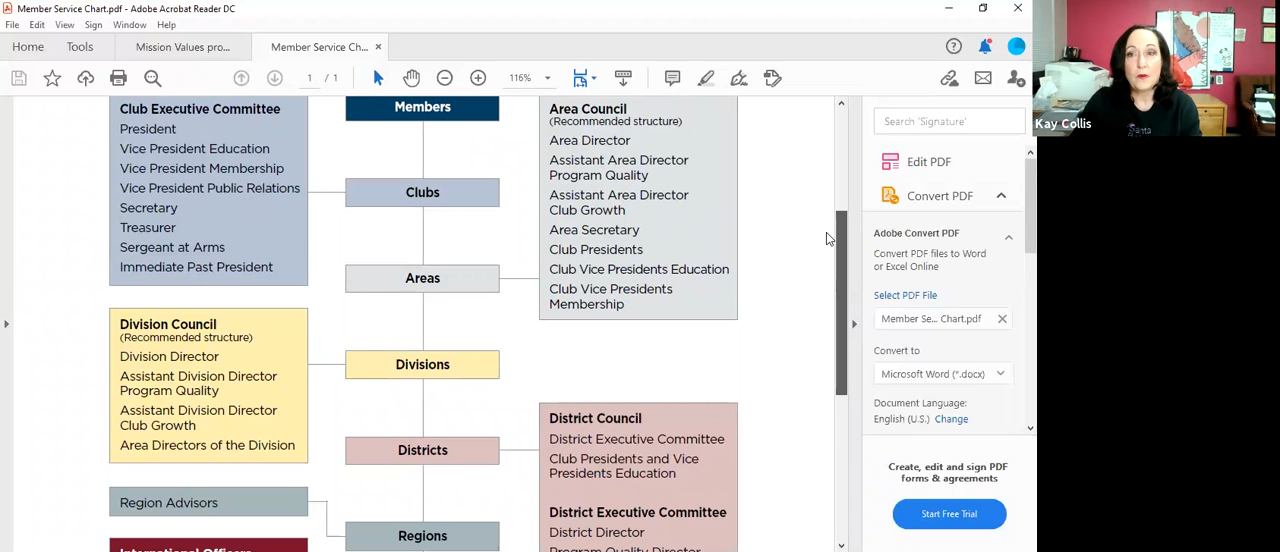 Member Service Chart.pdf - Adobe Acrobat Reader DC
File Edit View Sign Window Help
Home Tools Mission Values pro... Member Service Ch... ×
1 / 1 116%
Club Executive Committee
President
Vice President Education
Vice President Membership
Vice President Public Relations
Secretary
Treasurer
Sergeant at Arms
Immediate Past President
Members
Clubs
Areas
Divisions
Districts
Regions
Area Council
(Recommended structure)
Area Director
Assistant Area Director
Program Quality
Assistant Area Director
Club Growth
Area Secretary
Club Presidents
Club Vice Presidents Education
Club Vice Presidents
Membership
Division Council
(Recommended structure)
Division Director
Assistant Division Director
Program Quality
Assistant Division Director
Club Growth
Area Directors of the Division
District Council
District Executive Committee
Club Presidents and Vice
Presidents Education
District Executive Committee
District Director
Program Quality Director
Region Advisors
International Officers
Search 'Signature'
Edit PDF
Convert PDF
Adobe Convert PDF
Convert PDF files to Word
or Excel Online
Select PDF File
Member Se... Chart.pdf
Convert to
Microsoft Word (*.docx)
Document Language:
English (U.S.) Change
Create, edit and sign PDF
forms & agreements
Start Free Trial
Kay Collis